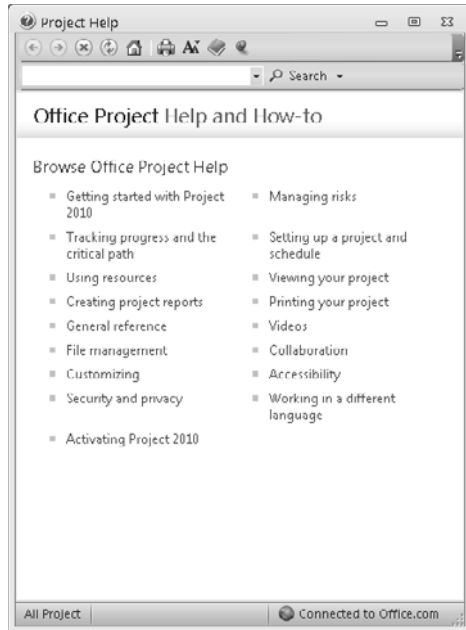 Project Help
Search
Office Project Help and How-to
Browse Office Project Help
Getting started with Project
2010
Managing risks
Tracking progress and the
critical path
Setting up a project and
schedule
Using resources
Viewing your project
Creating project reports
Printing your project
General reference
Videos
File management
Collaboration
Customizing
Accessibility
Security and privacy
Working in a different
language
Activating Project 2010
All Project
Connected to Office.com